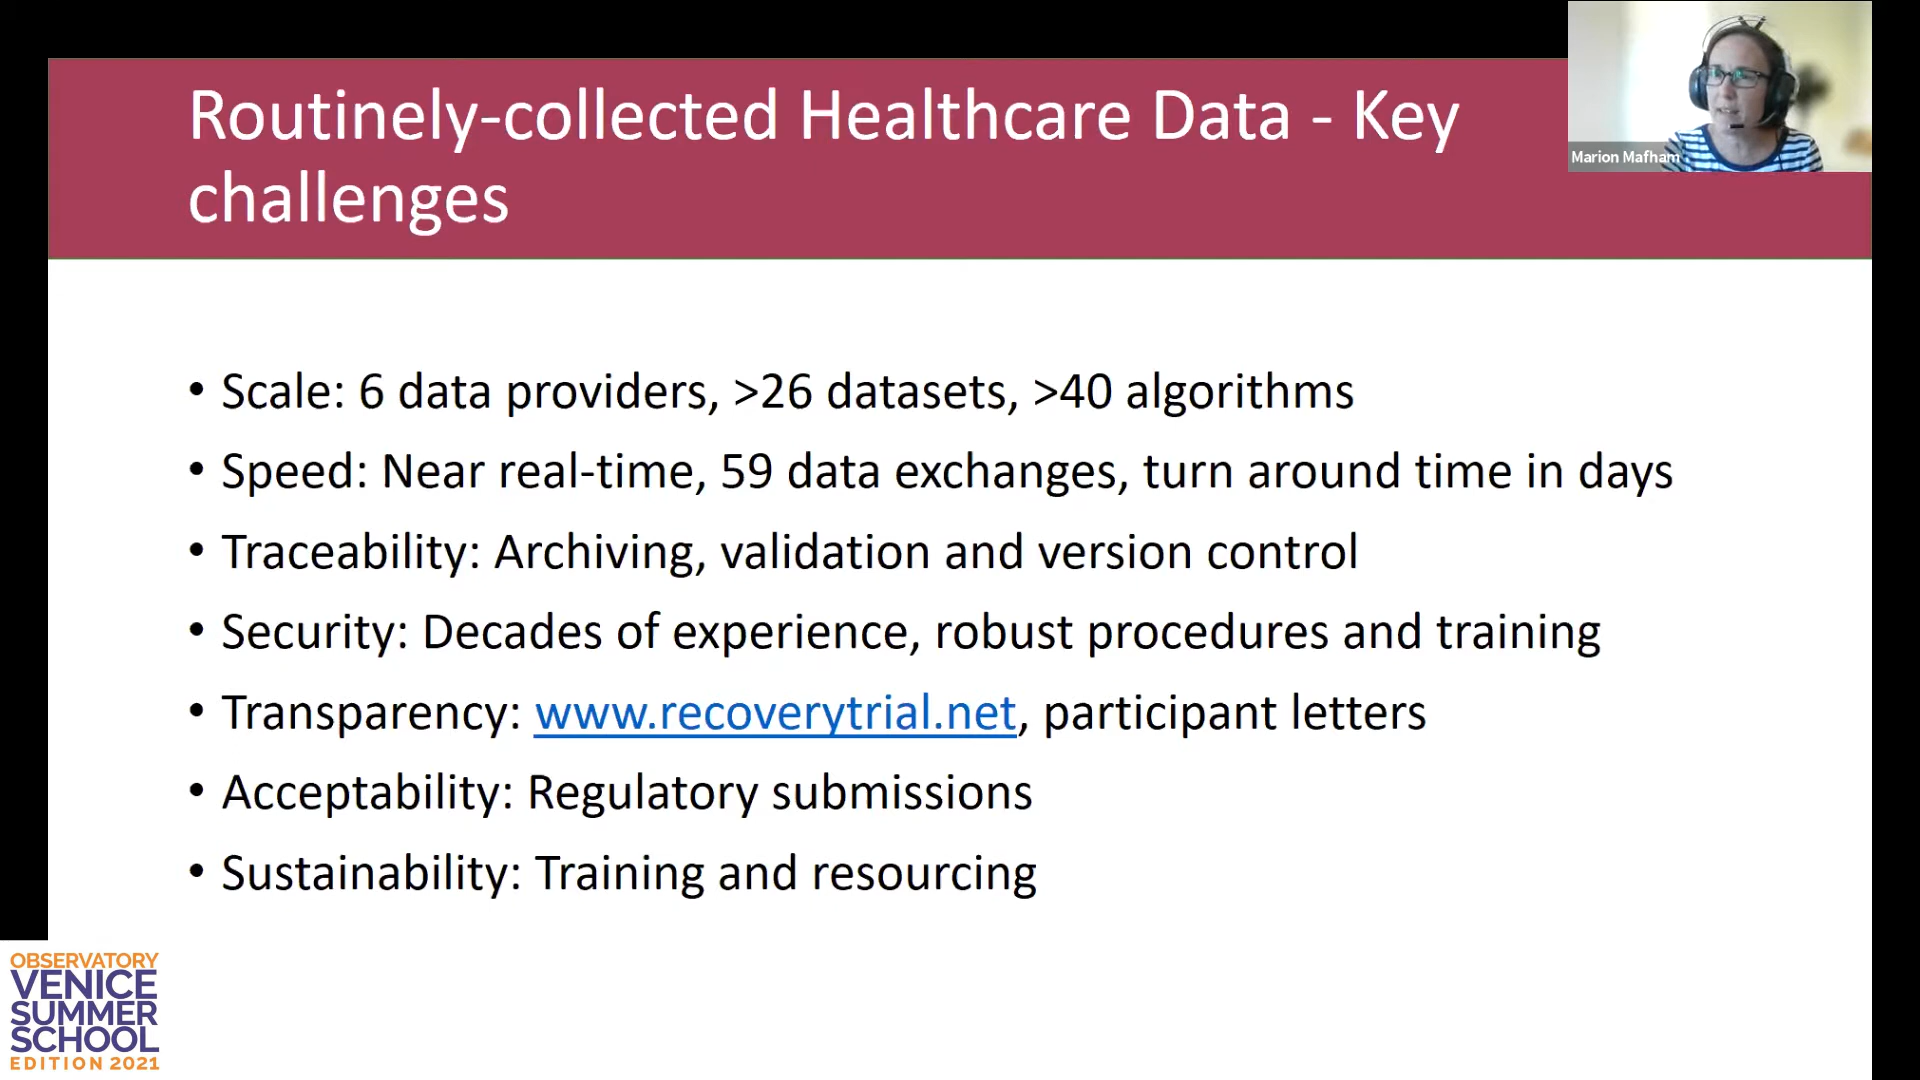 Routinely-collected Healthcare Data - Key
challenges
Marion Mafham
• Scale: 6 data providers, >26 datasets, >40 algorithms
• Speed: Near real-time, 59 data exchanges, turn around time in days
• Traceability: Archiving, validation and version control
• Security: Decades of experience, robust procedures and training
• Transparency: www.recoverytrial.net, participant letters
• Acceptability: Regulatory submissions
• Sustainability: Training and resourcing
OBSERVATORY
VENICE
SUMMER
SCHOOL
EDITION 2021